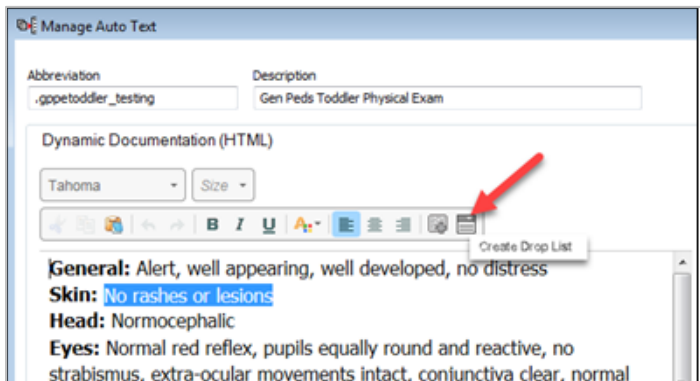 Manage Auto Text
Abbreviation Description
.gppetoddler_testing Gen Peds Toddler Physical Exam
Dynamic Documentation (HTML)
Tahoma Size
B I U A
Create Drop List
General: Alert, well appearing, well developed, no distress
Skin: No rashes or lesions
Head: Normocephalic
Eyes: Normal red reflex, pupils equally round and reactive, no
strabismus, extra-ocular movements intact, conjunctiva clear, normal